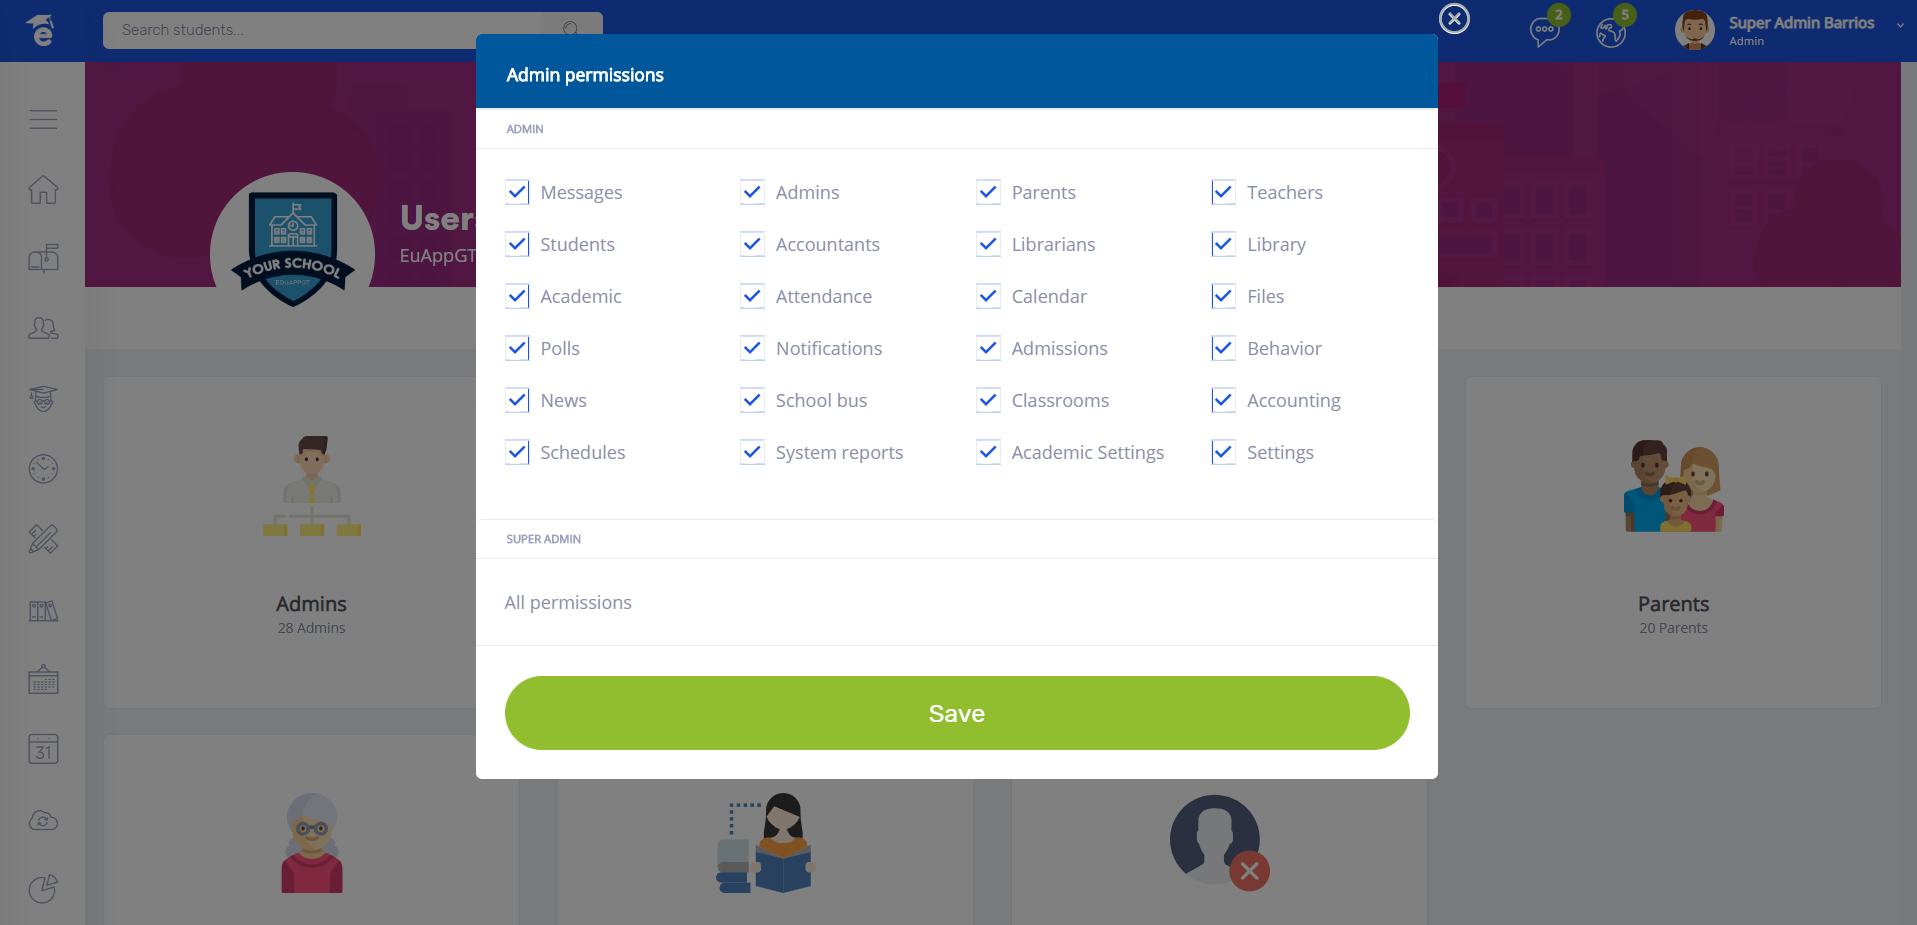 e
Search students...
2
5
Super Admin Barrios
Admin
Admin permissions
ADMIN
Messages
Admins
Parents
Teachers
Students
Accountants
Librarians
Library
Academic
Attendance
Calendar
Files
Polls
Notifications
Admissions
Behavior
News
School bus
Classrooms
Accounting
Schedules
System reports
Academic Settings
Settings
SUPER ADMIN
All permissions
Save
YOUR SCHOOL
EDUAPPGT
User
EuAppGT
Admins
28 Admins
Parents
20 Parents
31